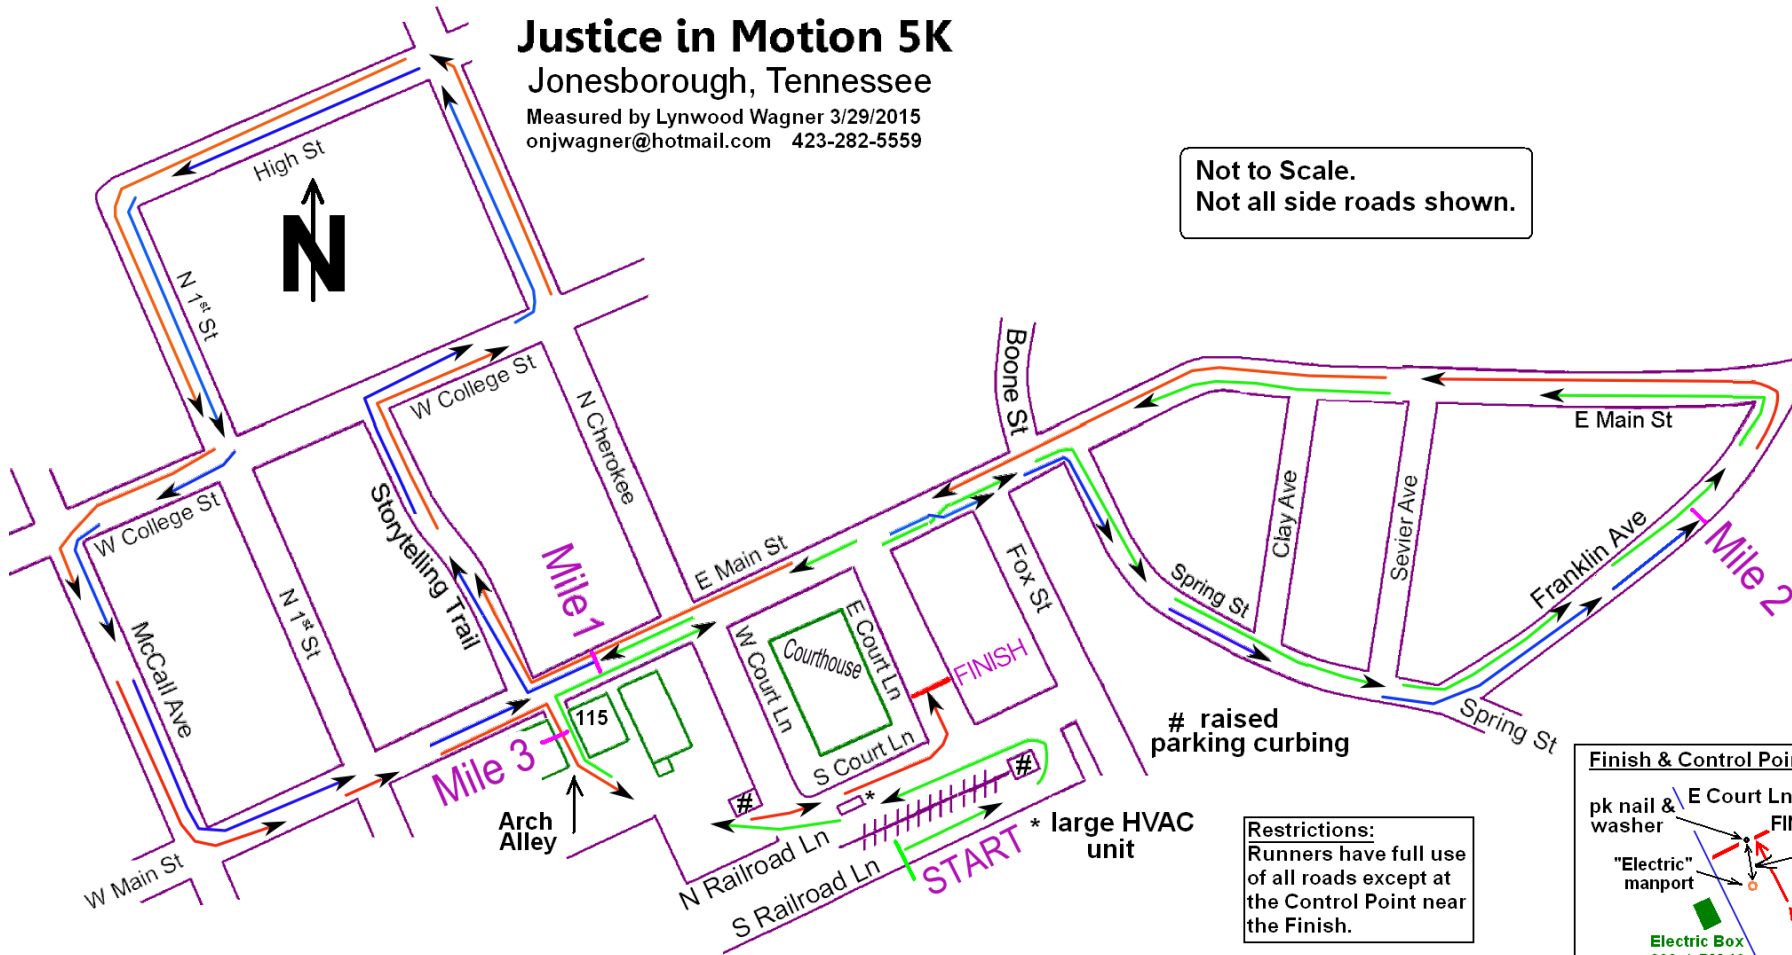 Justice in Motion 5K
Jonesborough, Tennessee
Measured by Lynwood Wagner 3/29/2015
onjwagner@hotmail.com 423-282-5559
Not to Scale.
Not all side roads shown.
High St
N
N 1st St
W College St
N Cherokee
Boone St
E Main St
W College St
Storytelling Trail
Mile 1
E Main St
Fox St
Spring St
Clay Ave
Sevier Ave
Franklin Ave
Mile 2
N 1st St
McCall Ave
W Court Ln
Courthouse
E Court Ln
FINISH
115
Mile 3
S Court Ln
# raised
parking curbing
Spring St
Arch
Alley
#
*
#
* large HVAC
unit
W Main St
N Railroad Ln
S Railroad Ln
START
Restrictions:
Runners have full use
of all roads except at
the Control Point near
the Finish.
Finish & Control Poi
pk nail &
washer
E Court Ln
FI
"Electric"
manport
Electric Box